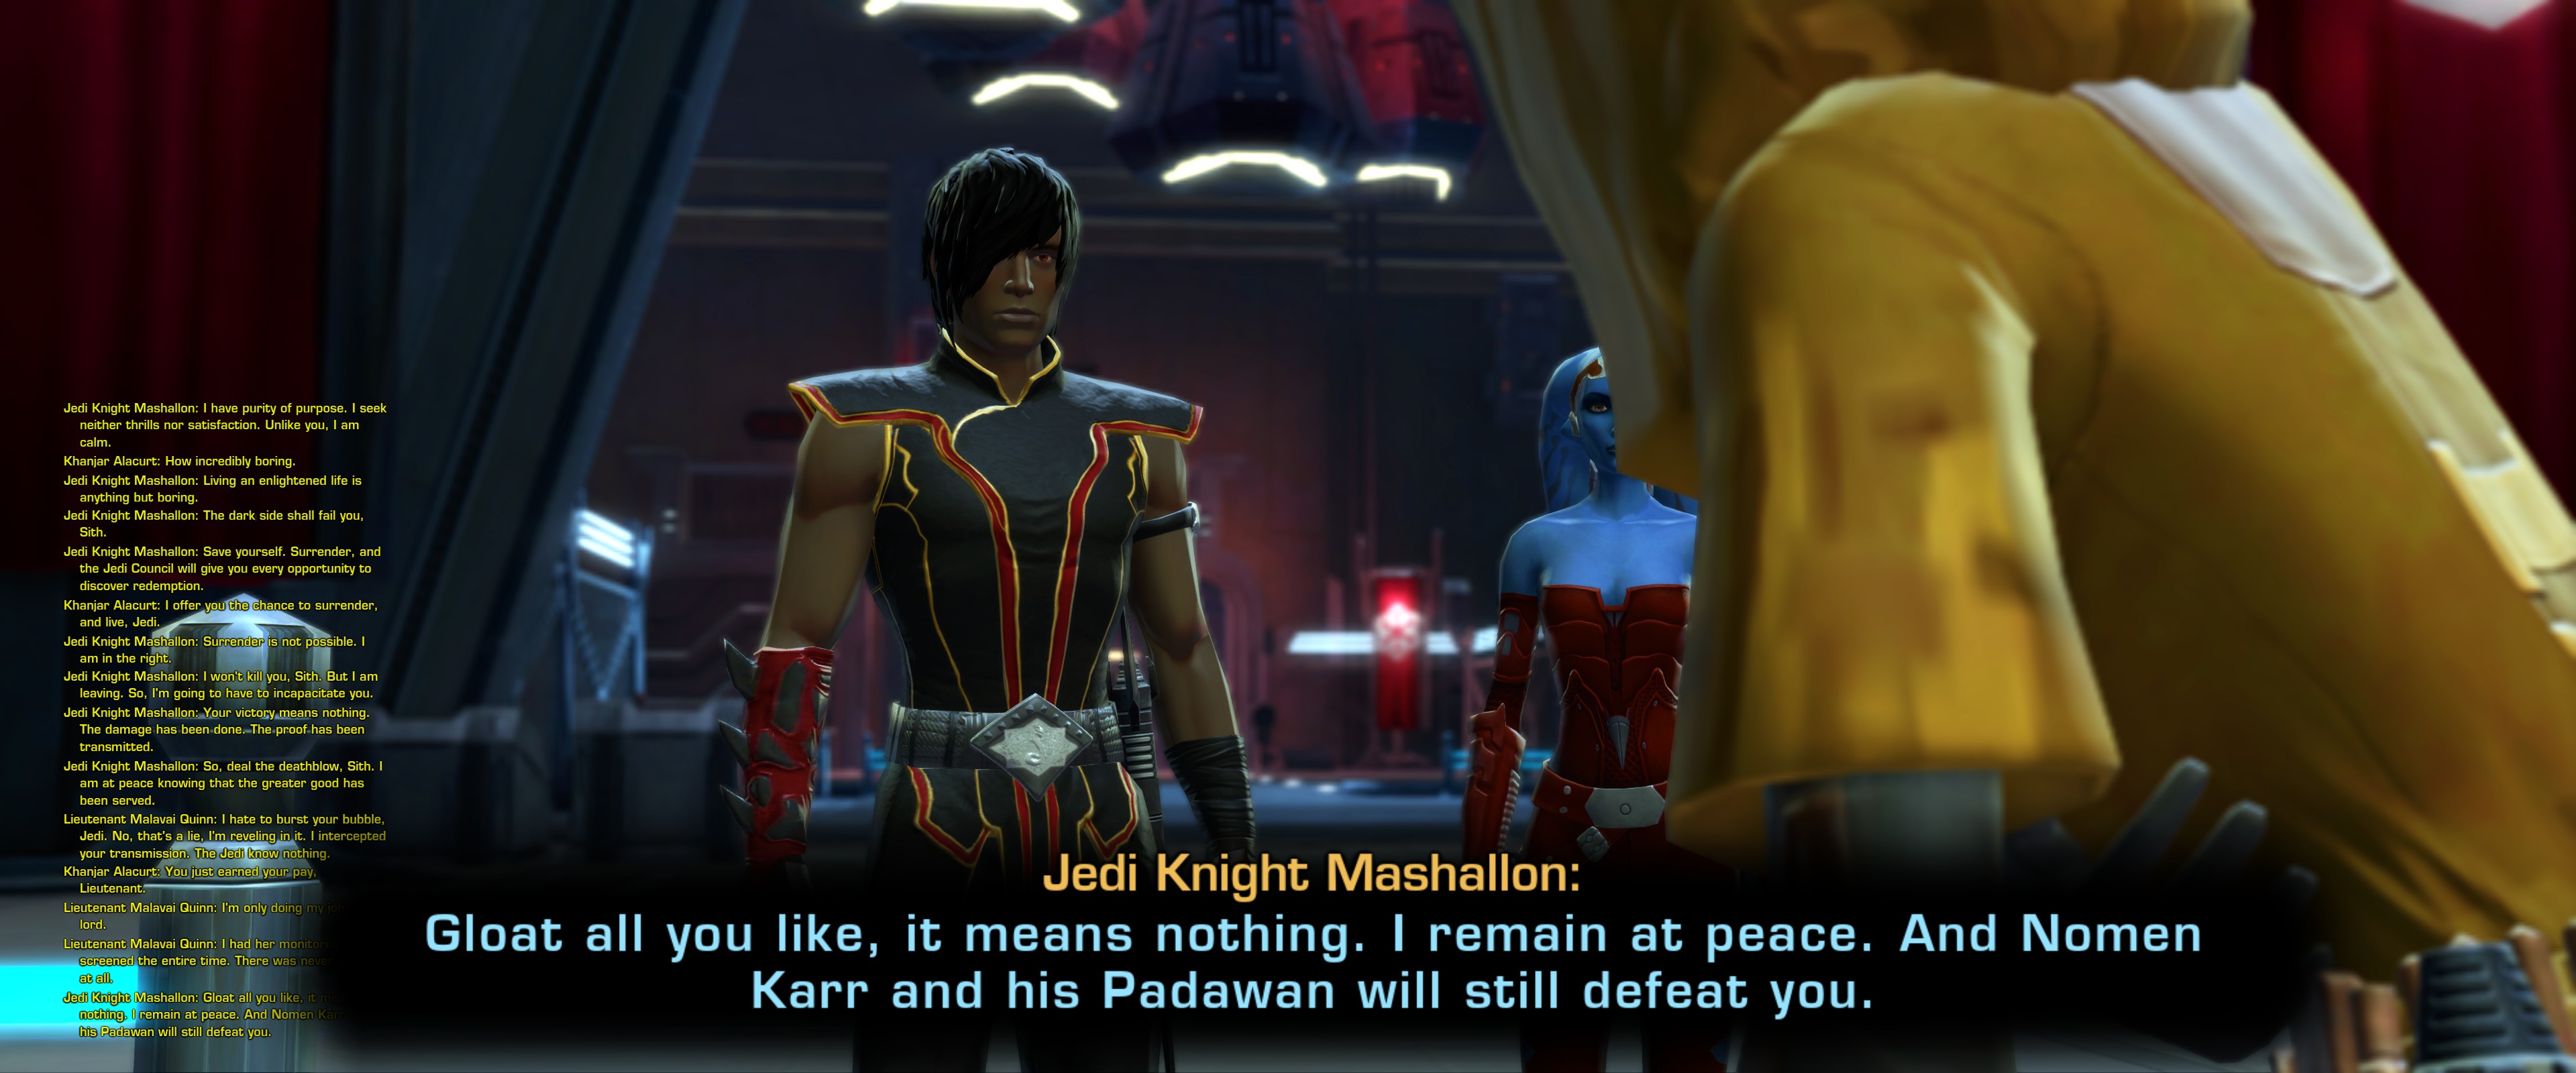 Jedi Knight Mashallon: I have purity of purpose. I seek
neither thrills nor satisfaction. Unlike you, I am
calm.
Khanjar Alacurt: How incredibly boring.
Jedi Knight Mashallon: Living an enlightened life is
anything but boring.
Jedi Knight Mashallon: The dark side shall fail you,
Sith.
Jedi Knight Mashallon: Save yourself. Surrender, and
the Jedi Council will give you every opportunity to
discover redemption.
Khanjar Alacurt: I offer you the chance to surrender,
and live, Jedi.
Jedi Knight Mashallon: Surrender is not possible. I
am in the right.
Jedi Knight Mashallon: I won't kill you, Sith. But I am
leaving. So, I'm going to have to incapacitate you.
Jedi Knight Mashallon: Your victory means nothing.
The damage has been done. The proof has been
transmitted.
Jedi Knight Mashallon: So, deal the deathblow, Sith. I
am at peace knowing that the greater good has
been served.
Lieutenant Malavai Quinn: I hate to burst your bubble,
Jedi. No, that's a lie, I'm reveling in it. I intercepted
your transmission. The Jedi know nothing.
Khanjar Alacurt: You just earned your pay,
Lieutenant.
Lieutenant Malavai Quinn: I'm only doing my
lord.
Lieutenant Malavai Quinn: I had her
screened the entire time. There was
at all.
Jedi Knight Mashallon: Gloat all you like, it
nothing. I remain at peace. And Nomen
his Padawan will still defeat you.
Jedi Knight Mashallon:
Gloat all you like, it means nothing. I remain at peace. And Nomen
Karr and his Padawan will still defeat you.